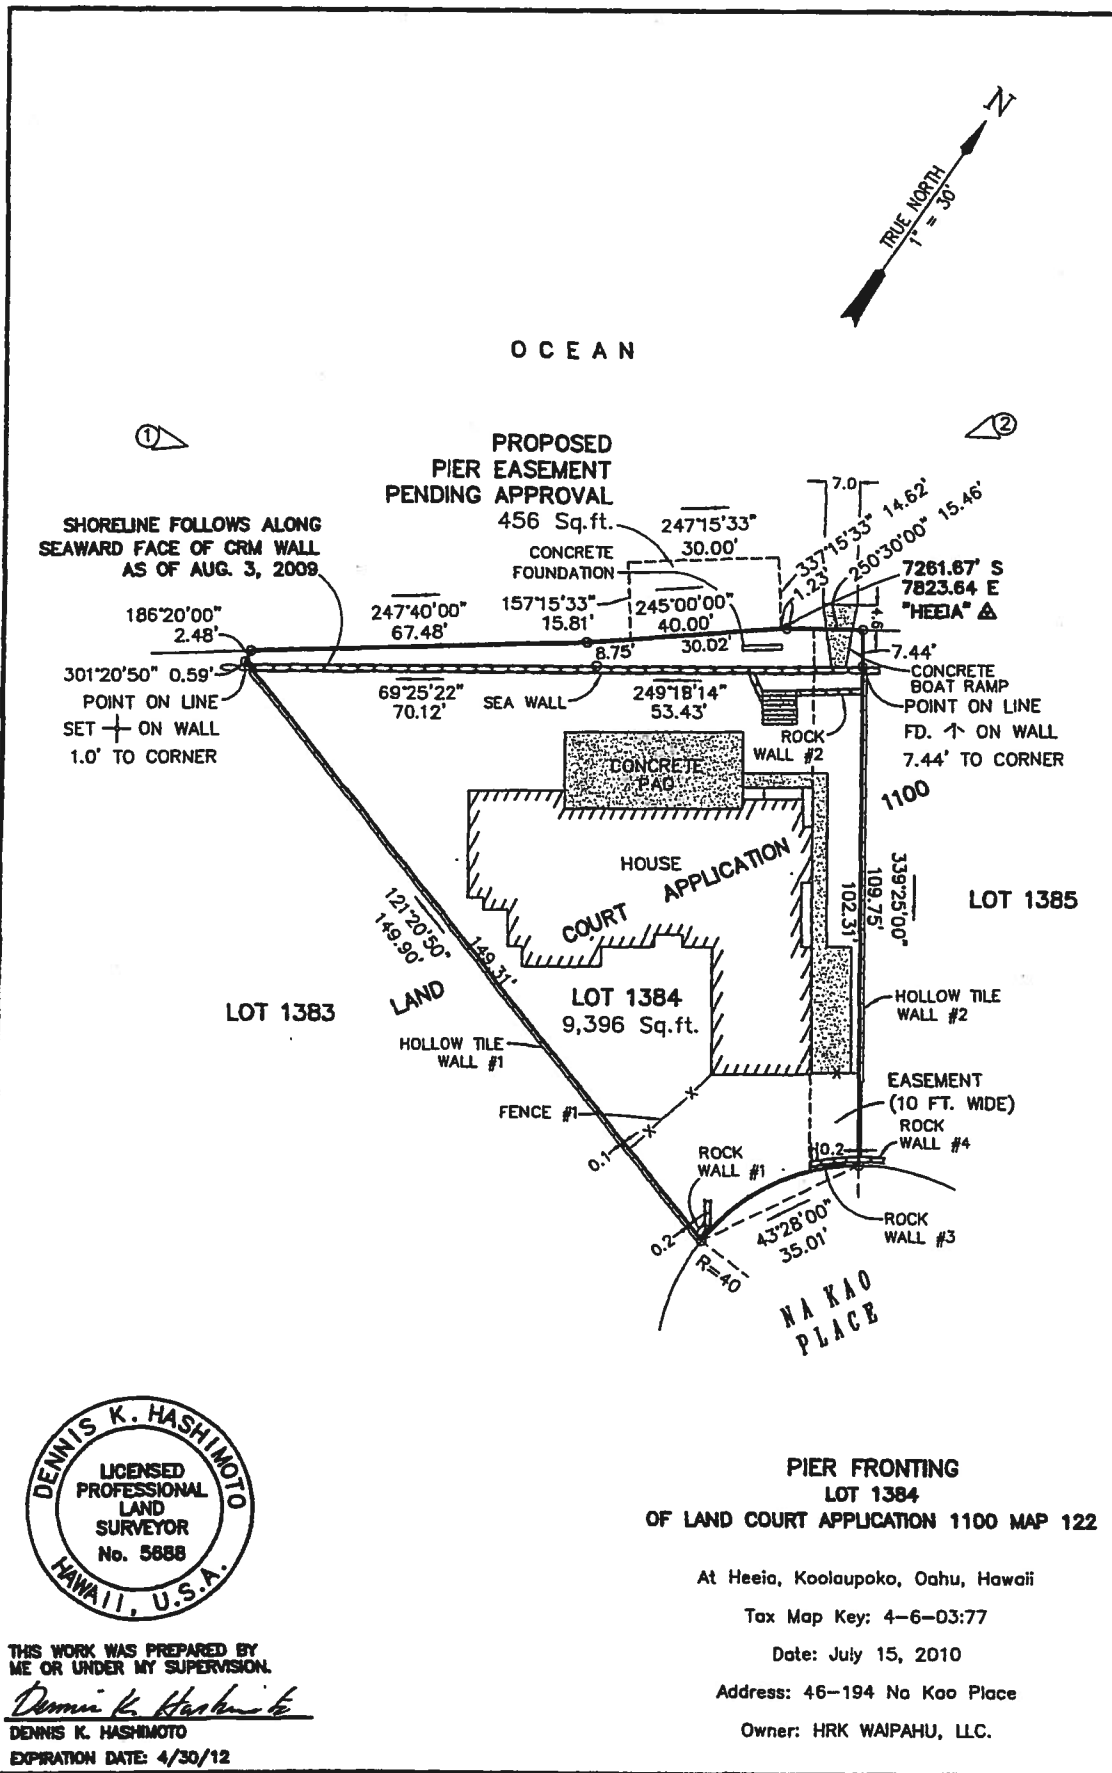 N
TRUE NORTH
1" = 30'
OCEAN
1
2
PROPOSED
PIER EASEMENT
PENDING APPROVAL
456 Sq.ft.
247°15'33"
30.00'
7.0
337°15'33" 14.62'
250°30'00" 15.46'
1.23'
7261.67' S
7823.64 E
"HEEIA"
SHORELINE FOLLOWS ALONG
SEAWARD FACE OF CRM WALL
AS OF AUG. 3, 2009
CONCRETE
FOUNDATION
186°20'00"
2.48'
247°40'00"
67.48'
157°15'33"
15.81'
245°00'00"
40.00'
8.75'
30.02'
4.6
7.44'
301°20'50" 0.59'
POINT ON LINE
SET ON WALL
1.0' TO CORNER
69°25'22"
70.12'
SEA WALL
249°18'14"
53.43'
CONCRETE
BOAT RAMP
POINT ON LINE
FD. ON WALL
7.44' TO CORNER
ROCK
WALL #2
CONCRETE
PAD
1100
HOUSE
APPLICATION
COURT
LAND
339°25'00"
109.75'
102.31'
LOT 1385
121°20'50"
149.90'
149.31'
LOT 1383
LOT 1384
9,396 Sq.ft.
HOLLOW TILE
WALL #1
HOLLOW TILE
WALL #2
FENCE #1
EASEMENT
(10 FT. WIDE)
0.1
ROCK
WALL #1
0.2
ROCK
WALL #4
0.2
43°28'00"
35.01'
ROCK
WALL #3
R=40
NA KAO
PLACE
DENNIS K. HASHIMOTO
LICENSED
PROFESSIONAL
LAND
SURVEYOR
No. 5688
HAWAII, U.S.A.
THIS WORK WAS PREPARED BY
ME OR UNDER MY SUPERVISION.
Dennis K. Hashimoto
DENNIS K. HASHIMOTO
EXPIRATION DATE: 4/30/12
PIER FRONTING
LOT 1384
OF LAND COURT APPLICATION 1100 MAP 122
At Heeia, Koolaupoko, Oahu, Hawaii
Tax Map Key: 4-6-03:77
Date: July 15, 2010
Address: 46-194 Na Kao Place
Owner: HRK WAIPAHU, LLC.